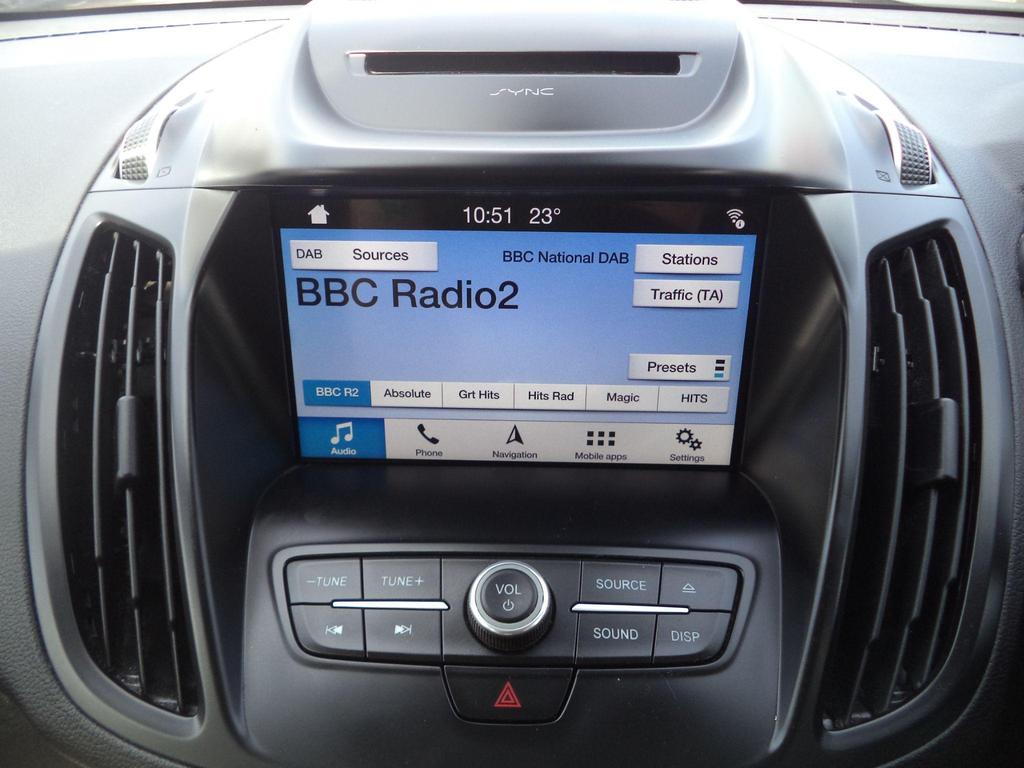 SYNC
10:51 23°
DAB Sources BBC National DAB Stations
BBC Radio2 Traffic (TA)
Presets
BBC R2 Absolute Grt Hits Hits Rad Magic HITS
Audio Phone Navigation Mobile apps Settings
-TUNE TUNE+ VOL SOURCE
SOUND DISP